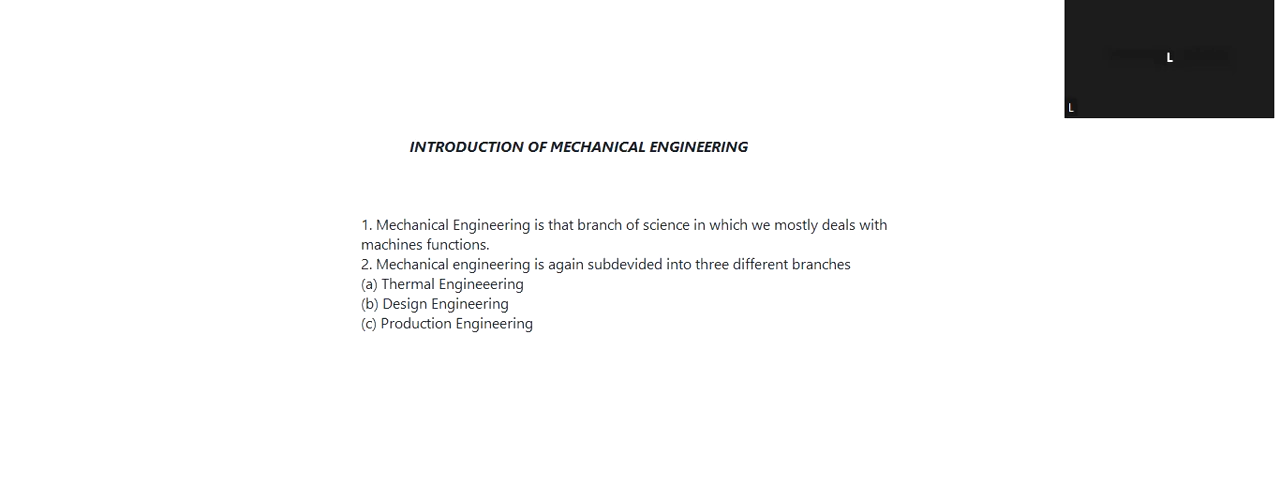 L
L
INTRODUCTION OF MECHANICAL ENGINEERING
1. Mechanical Engineering is that branch of science in which we mostly deals with
machines functions.
2. Mechanical engineering is again subdevided into three different branches
(a) Thermal Engineeering
(b) Design Engineering
(c) Production Engineering